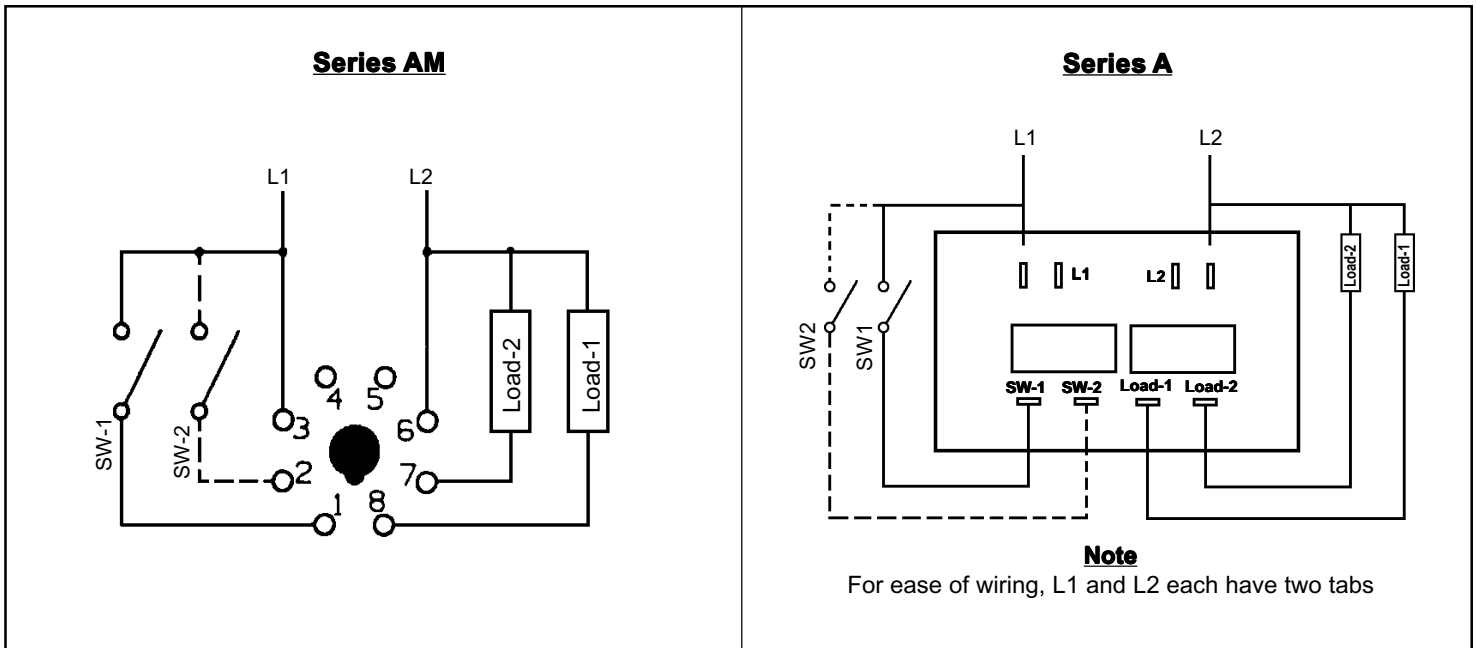 Series AM
L1
L2
SW-1
SW-2
Load-2
Load-1
4
5
3
6
2
7
1
8
Series A
L1
L2
Load-2
Load-1
L1
L2
SW2
SW1
SW-1
SW-2
Load-1
Load-2
Note
For ease of wiring, L1 and L2 each have two tabs